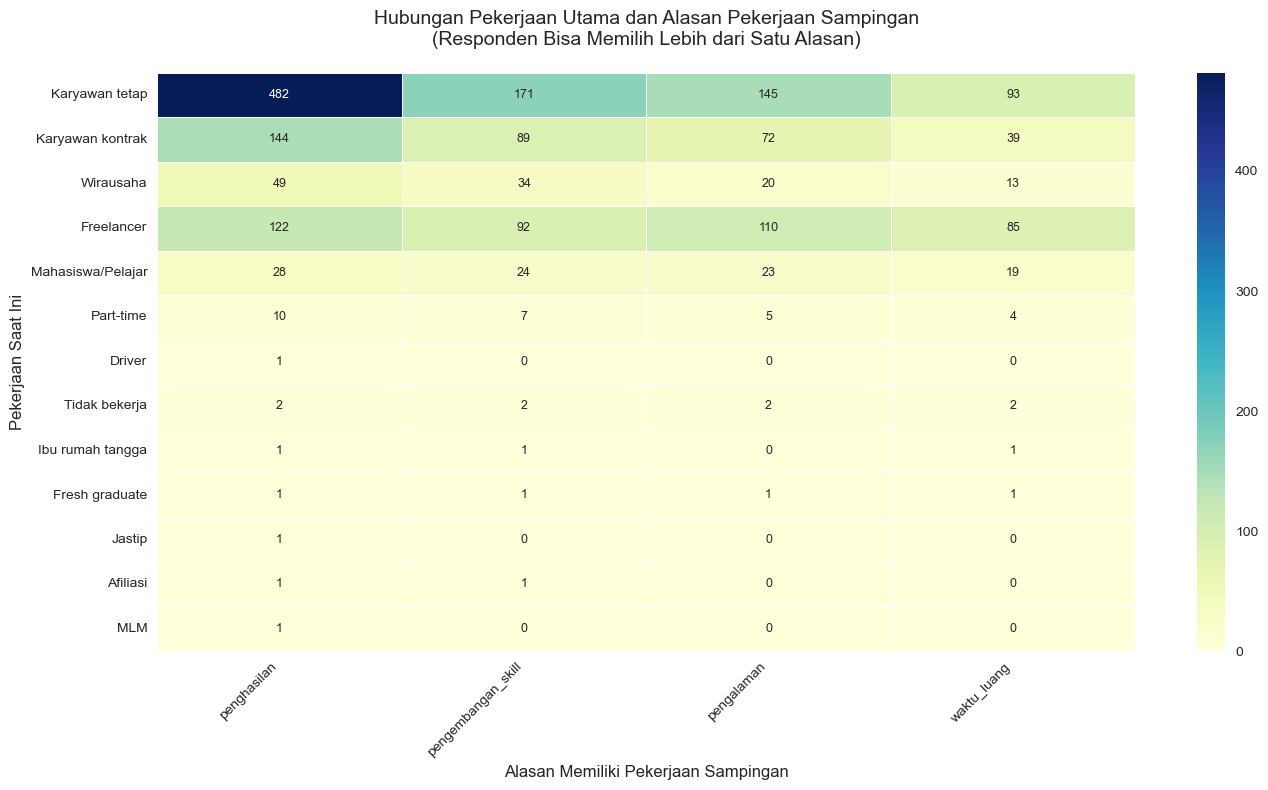 Hubungan Pekerjaan Utama dan Alasan Pekerjaan Sampingan
(Responden Bisa Memilih Lebih dari Satu Alasan)
Pekerjaan Saat Ini
Karyawan tetap 482 171 145 93
Karyawan kontrak 144 89 72 39
Wirausaha 49 34 20 13
Freelancer 122 92 110 85
Mahasiswa/Pelajar 28 24 23 19
Part-time 10 7 5 4
Driver 1 0 0 0
Tidak bekerja 2 2 2 2
Ibu rumah tangga 1 1 0 1
Fresh graduate 1 1 1 1
Jastip 1 0 0 0
Afiliasi 1 1 0 0
MLM 1 0 0 0
penghasilan pengembangan_skill pengalaman waktu_luang
Alasan Memiliki Pekerjaan Sampingan
400
300
200
100
0